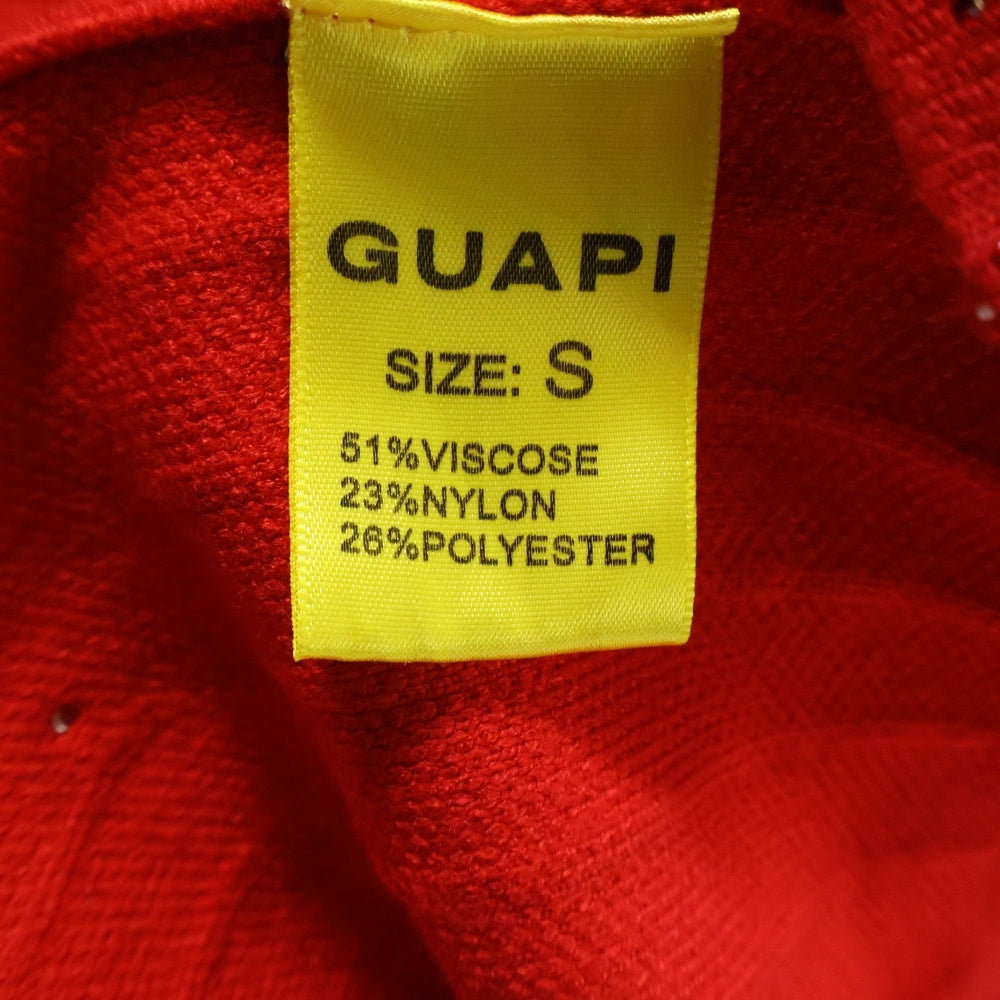 GUAPI
SIZE: S
51%VISCOSE
23%NYLON
26%POLYESTER